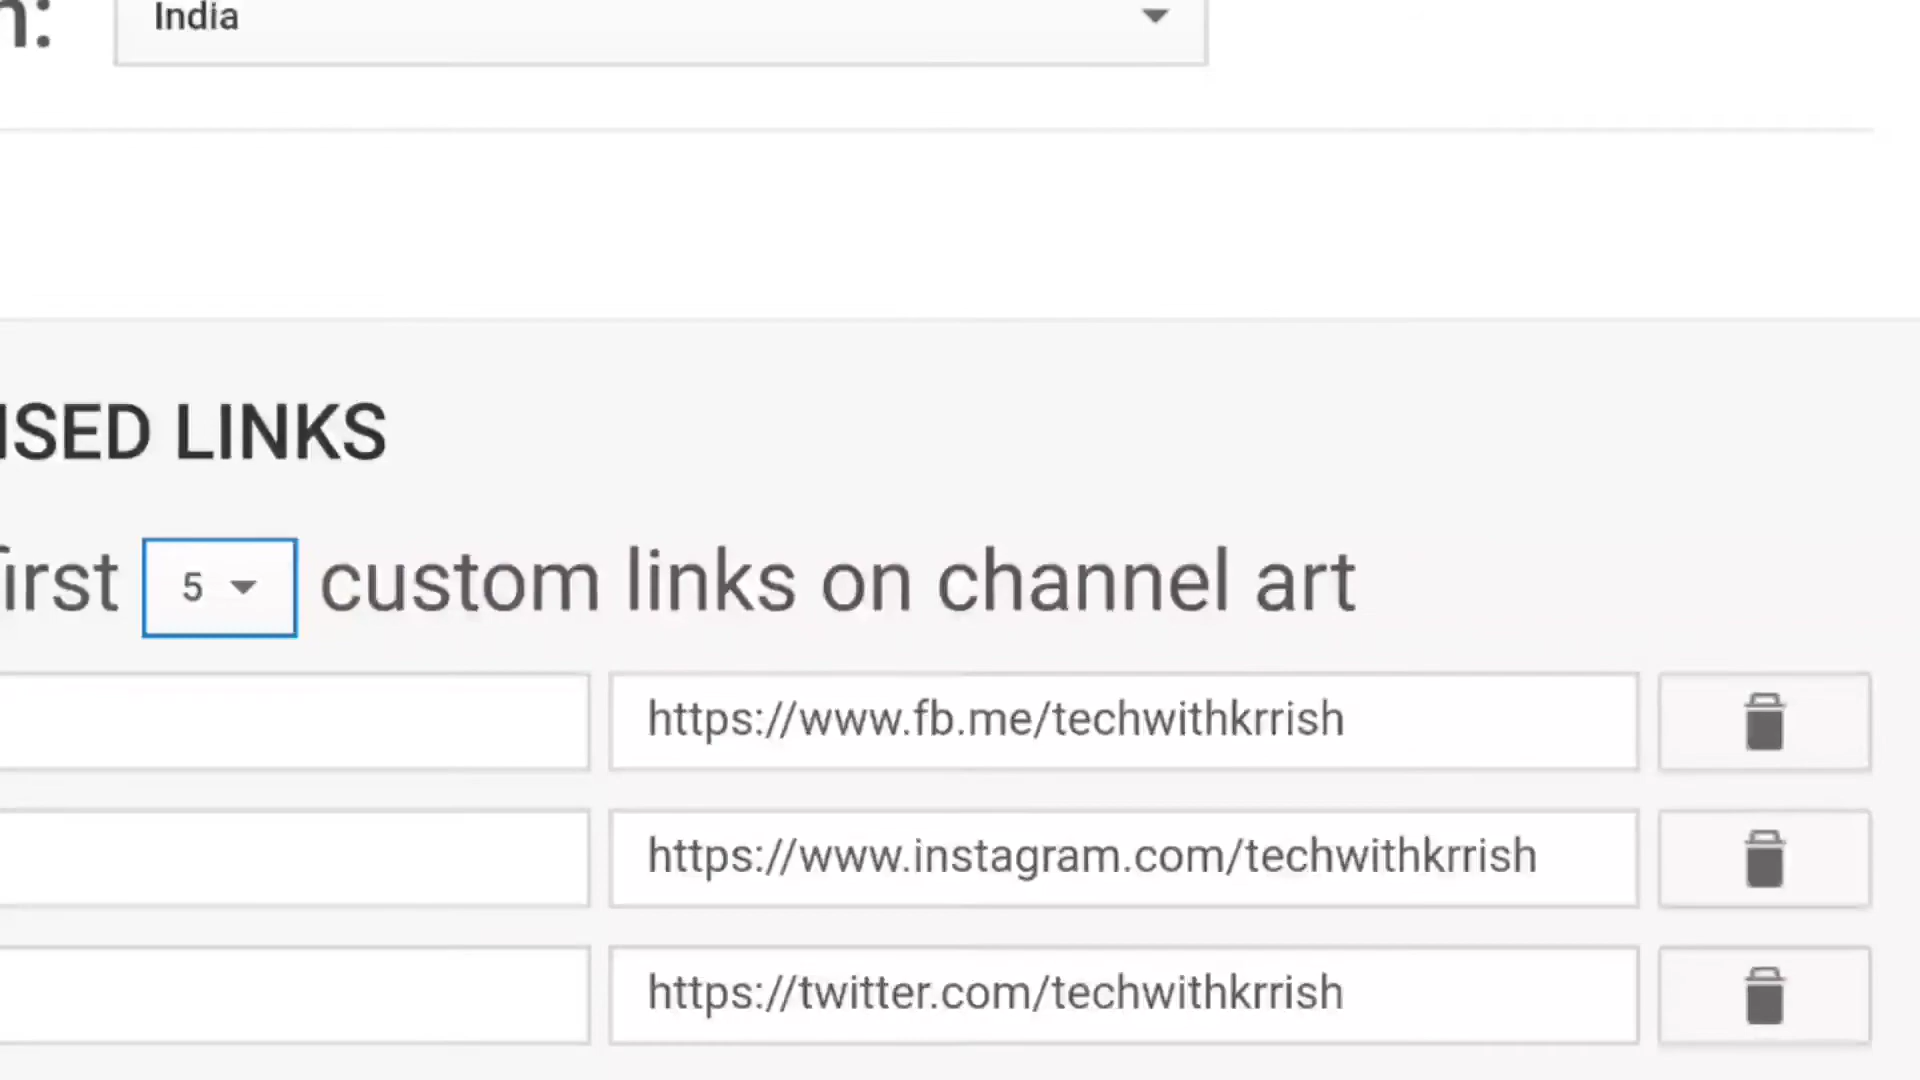 n: India
ISED LINKS
first 5 custom links on channel art
https://www.fb.me/techwithkrrish
https://www.instagram.com/techwithkrrish
https://twitter.com/techwithkrrish